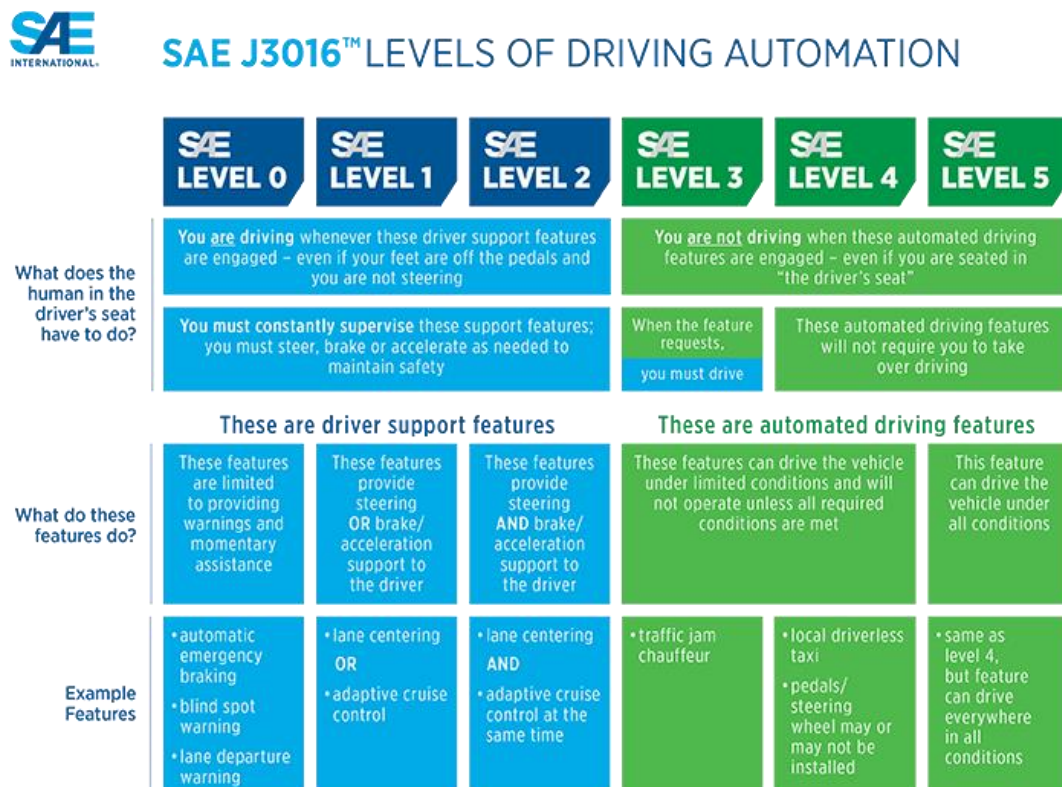 SAE
INTERNATIONAL®
SAE J3016™ LEVELS OF DRIVING AUTOMATION
SAE
LEVEL 0
SAE
LEVEL 1
SAE
LEVEL 2
SAE
LEVEL 3
SAE
LEVEL 4
SAE
LEVEL 5
What does the
human in the
driver's seat
have to do?
You are driving whenever these driver support features
are engaged – even if your feet are off the pedals and
you are not steering
You are not driving when these automated driving
features are engaged – even if you are seated in
“the driver's seat”
You must constantly supervise these support features;
you must steer, brake or accelerate as needed to
maintain safety
When the feature
requests,
you must drive
These automated driving features
will not require you to take
over driving
These are driver support features
These are automated driving features
What do these
features do?
These features
are limited
to providing
warnings and
momentary
assistance
These features
provide
steering
OR brake/
acceleration
support to
the driver
These features
provide
steering
AND brake/
acceleration
support to
the driver
These features can drive the vehicle
under limited conditions and will
not operate unless all required
conditions are met
This feature
can drive the
vehicle under
all conditions
Example
Features
• automatic
emergency
braking
• blind spot
warning
• lane departure
warning
• lane centering
OR
• adaptive cruise
control
• lane centering
AND
• adaptive cruise
control at the
same time
• traffic jam
chauffeur
• local driverless
taxi
• pedals/
steering
wheel may or
may not be
installed
• same as
level 4,
but feature
can drive
everywhere
in all
conditions